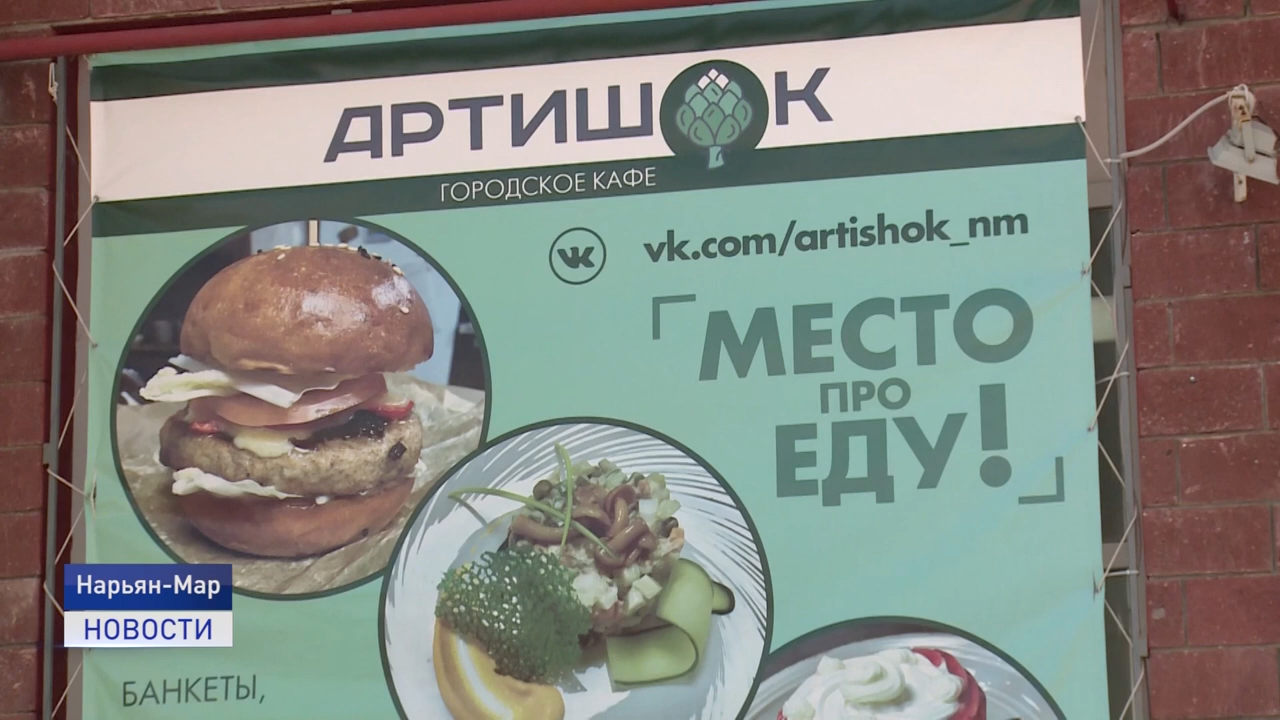 АРТИШОК
ГОРОДСКОЕ КАФЕ
vk.com/artishok_nm
МЕСТО
ПРО
ЕДУ!
Нарьян-Мар
НОВОСТИ
БАНКЕТЫ,